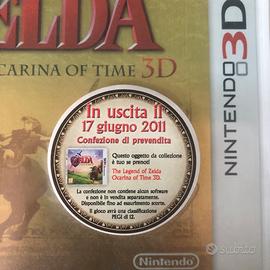 ZELDA
OCARINA OF TIME 3D
NINTENDO 3DS
In uscita il
17 giugno 2011
Confezione di prevendita
Questo oggetto da collezione
è tuo se prenoti
The Legend of Zelda
Ocarina of Time 3D.
La confezione non contiene alcun software
e non è in vendita separatamente.
Disponibile fino ad esaurimento scorte.
Il gioco avrà una classificazione
PEGI di 12.
Nintendo
subito